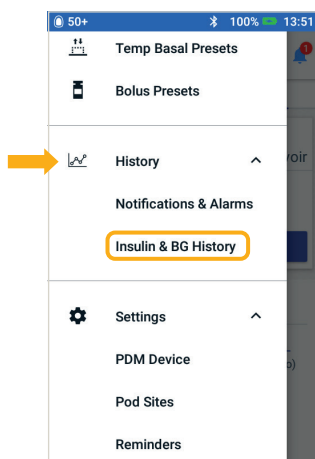 50+ 100% 13:51
Temp Basal Presets
Bolus Presets
History
voir
Notifications & Alarms
Insulin & BG History
Settings
PDM Device
Pod Sites
Reminders